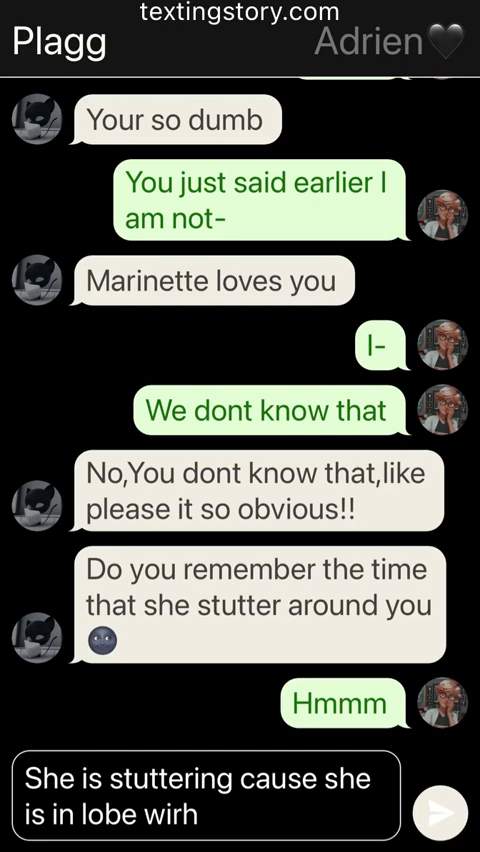 textingstory.com
Plagg
Adrien🖤
Your so dumb
You just said earlier I
am not-
Marinette loves you
I-
We dont know that
No,You dont know that,like
please it so obvious!!
Do you remember the time
that she stutter around you
🌚
Hmmm
She is stuttering cause she
is in lobe wirh